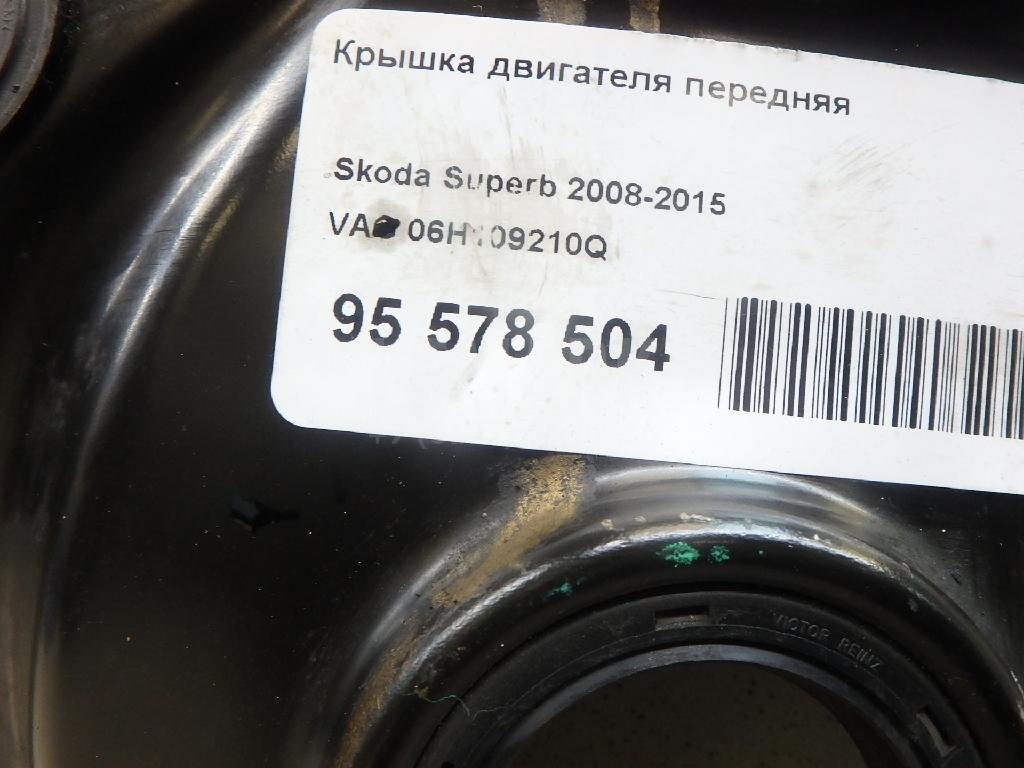 Крышка двигателя передняя
Skoda Superb 2008-2015
95 578 504
VICTOR REINZ